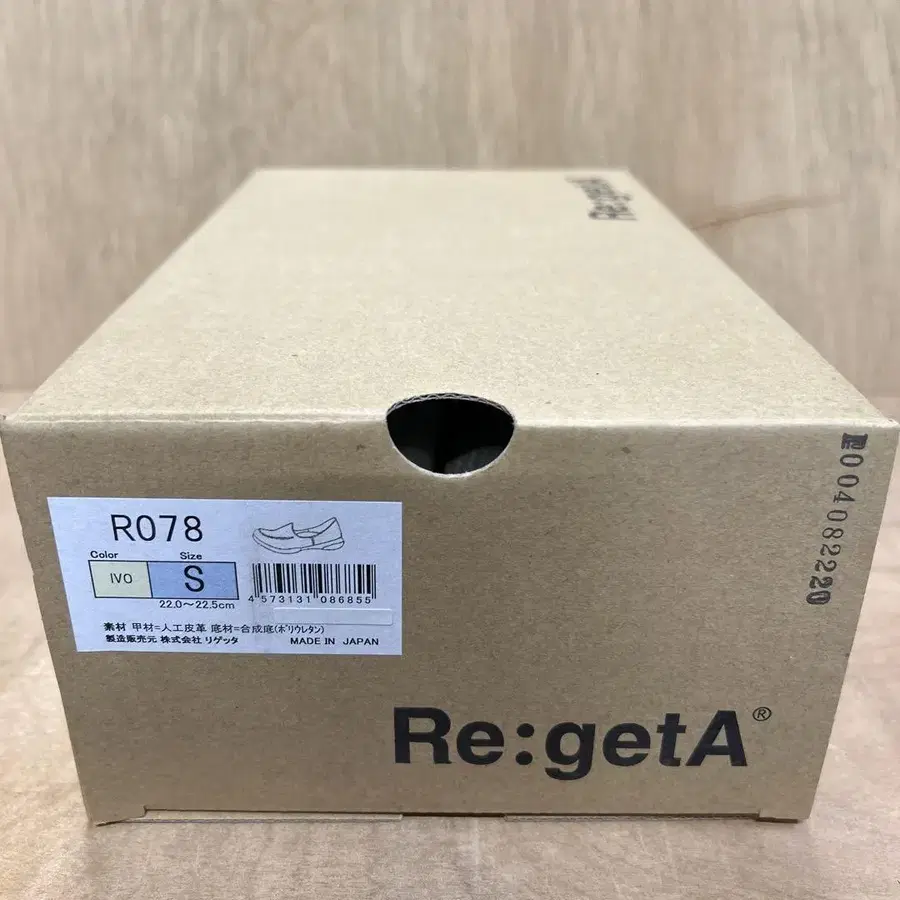 Re:getA
R078
Color
Size
IVO
S
22.0～22.5cm
4 573131 086855
素材 甲材=人工皮革 底材=合成底(ﾎﾟﾘｳﾚﾀﾝ)
製造販売元 株式会社 リゲッタ MADE IN JAPAN
Re:getA®